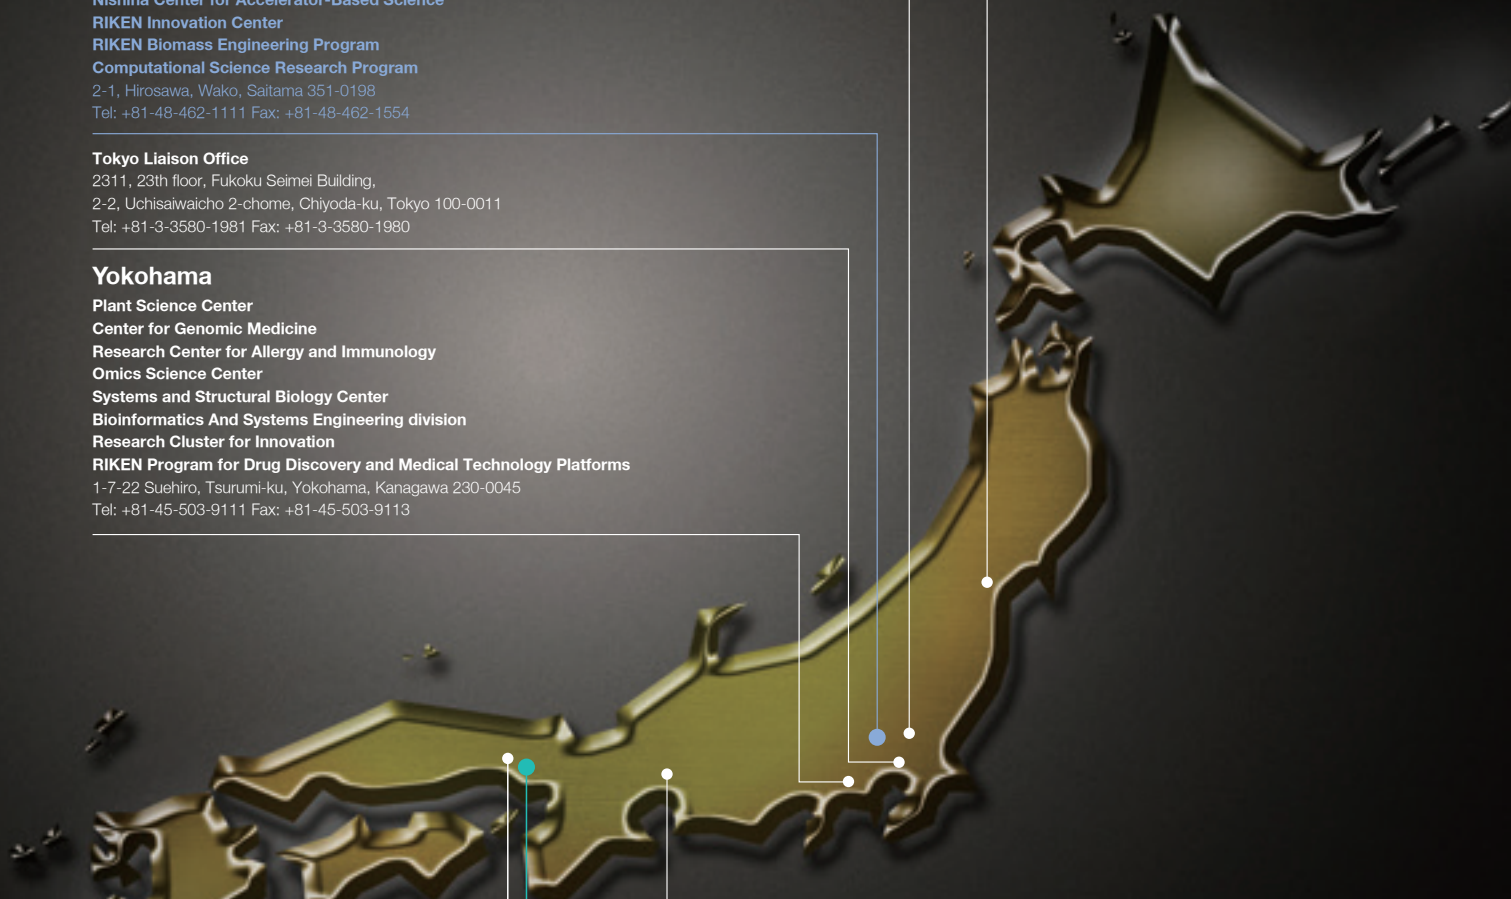 Nishina Center for Accelerator-Based Science
RIKEN Innovation Center
RIKEN Biomass Engineering Program
Computational Science Research Program
2-1, Hirosawa, Wako, Saitama 351-0198
Tel: +81-48-462-1111 Fax: +81-48-462-1554
Tokyo Liaison Office
2311, 23th floor, Fukoku Seimei Building,
2-2, Uchisaiwaicho 2-chome, Chiyoda-ku, Tokyo 100-0011
Tel: +81-3-3580-1981 Fax: +81-3-3580-1980
Yokohama
Plant Science Center
Center for Genomic Medicine
Research Center for Allergy and Immunology
Omics Science Center
Systems and Structural Biology Center
Bioinformatics And Systems Engineering division
Research Cluster for Innovation
RIKEN Program for Drug Discovery and Medical Technology Platforms
1-7-22 Suehiro, Tsurumi-ku, Yokohama, Kanagawa 230-0045
Tel: +81-45-503-9111 Fax: +81-45-503-9113